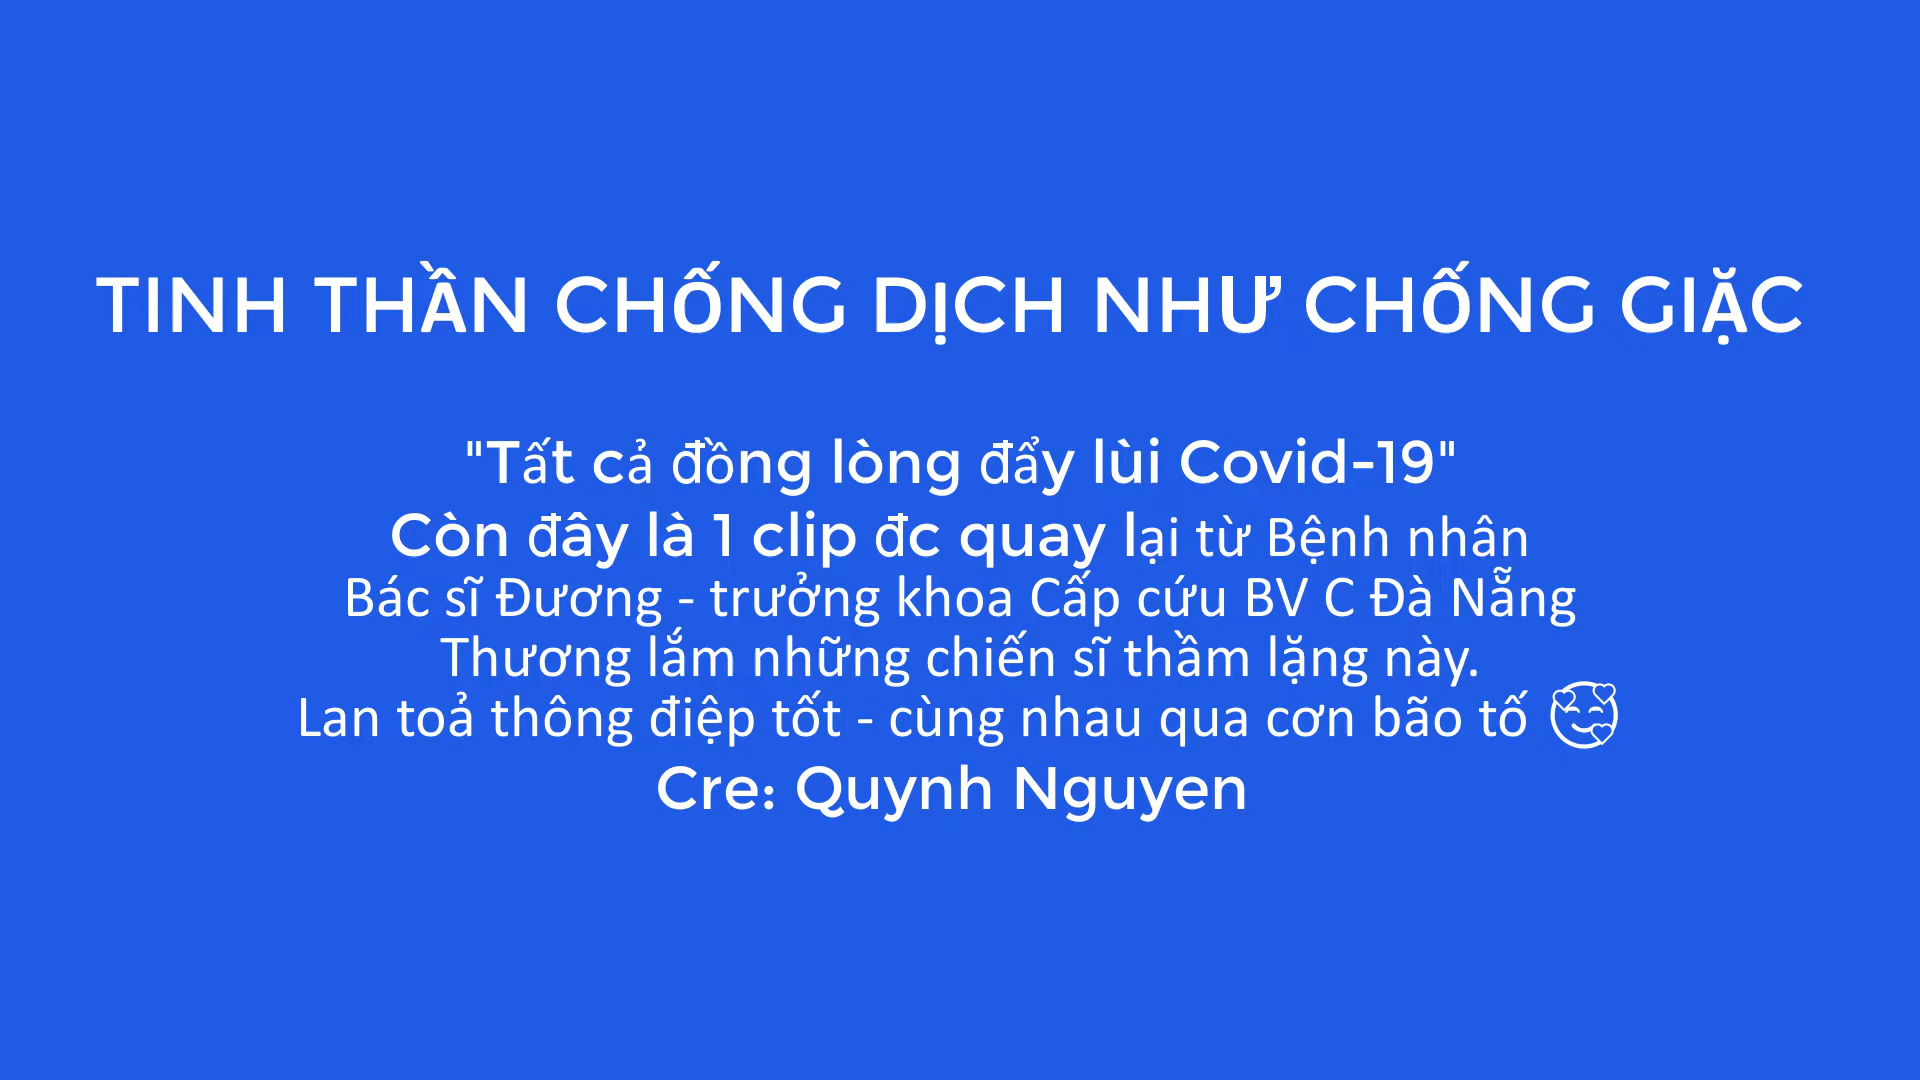 TINH THẦN CHỐNG DỊCH NHƯ CHỐNG GIẶC
"Tất cả đồng lòng đẩy lùi Covid-19"
Còn đây là 1 clip đc quay lại từ Bệnh nhân
Bác sĩ Đương - trưởng khoa Cấp cứu BV C Đà Nẵng
Thương lắm những chiến sĩ thầm lặng này.
Lan toả thông điệp tốt - cùng nhau qua cơn bão tố 🥰
Cre: Quynh Nguyen